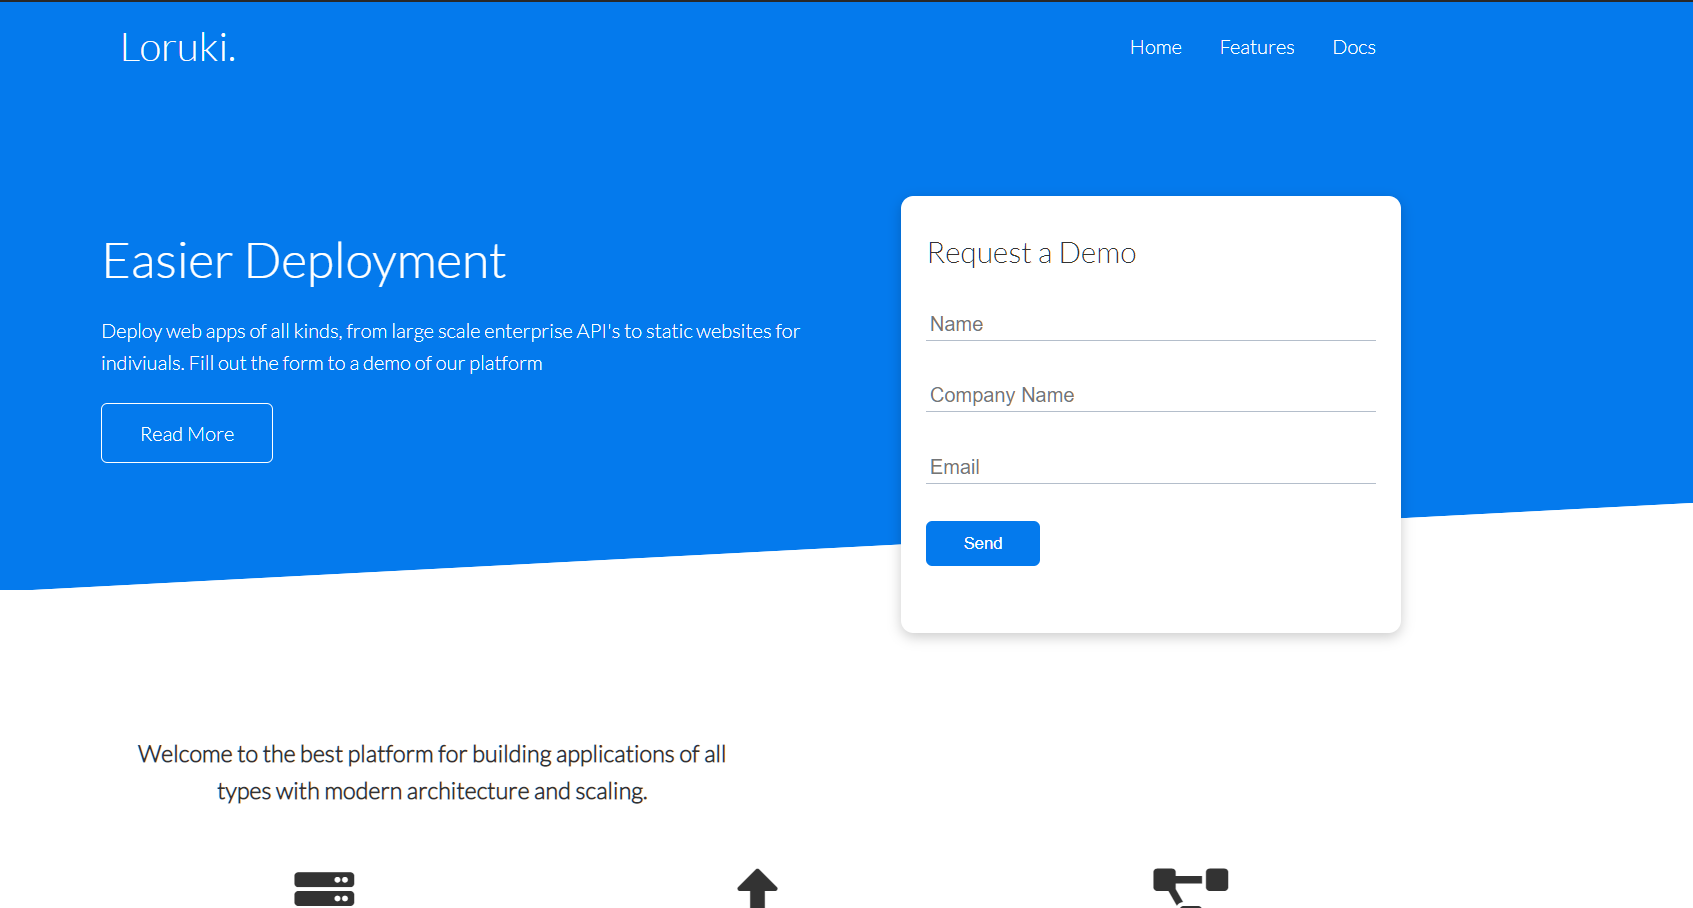 Loruki.
Home
Features
Docs
Easier Deployment
Deploy web apps of all kinds, from large scale enterprise API's to static websites for
indiviuals. Fill out the form to a demo of our platform
Read More
Request a Demo
Name
Company Name
Email
Send
Welcome to the best platform for building applications of all
types with modern architecture and scaling.